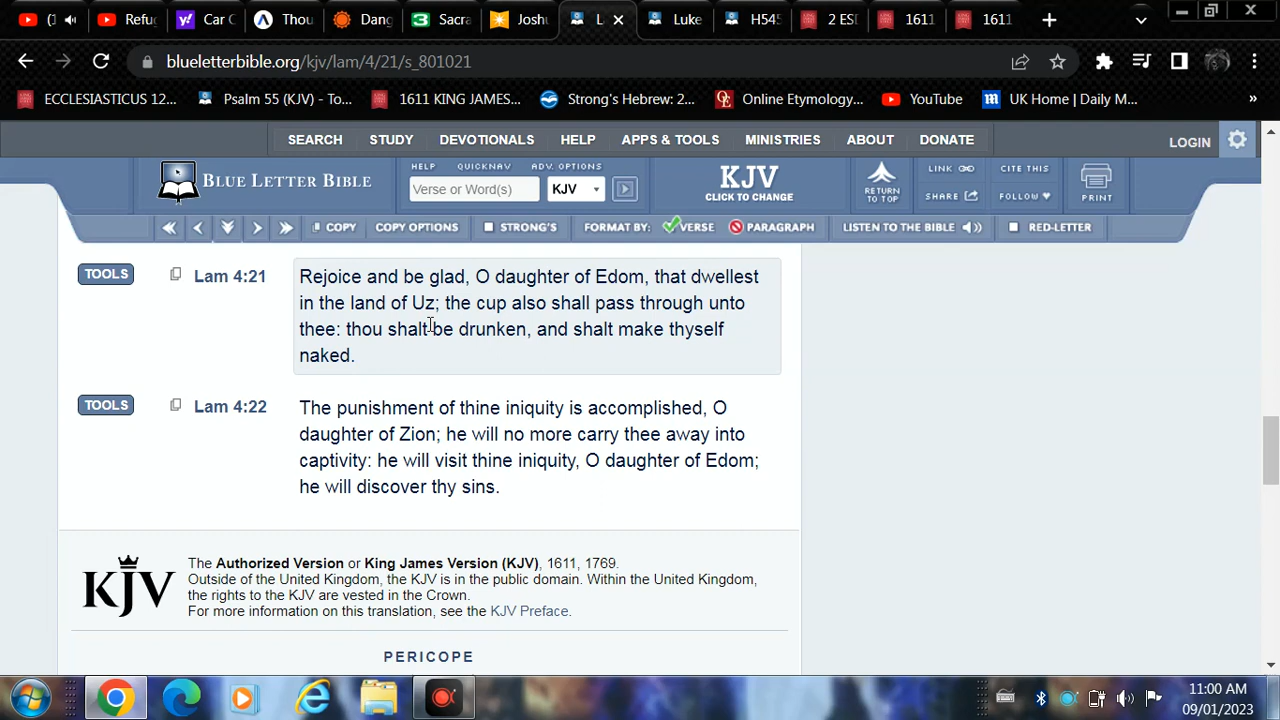 (1
Refug
Car C
Thou
Dang
Sacra
Joshu
L
Luke
H545
2 ESI
1611
1611
blueletterbible.org/kjv/lam/4/21/s_801021
ECCLESIASTICUS 12...
Psalm 55 (KJV) - To...
1611 KING JAMES...
Strong's Hebrew: 2...
Online Etymology...
YouTube
UK Home | Daily M...
»
SEARCH
STUDY
DEVOTIONALS
HELP
APPS & TOOLS
MINISTRIES
ABOUT
DONATE
LOGIN
BLUE LETTER BIBLE
HELP
QUICKNAV
ADV. OPTIONS
Verse or Word(s)
KJV
KJV
CLICK TO CHANGE
RETURN
TO TOP
LINK
CITE THIS
SHARE
FOLLOW
PRINT
COPY
COPY OPTIONS
STRONG'S
FORMAT BY:
VERSE
PARAGRAPH
LISTEN TO THE BIBLE
RED-LETTER
TOOLS
Lam 4:21
Rejoice and be glad, O daughter of Edom, that dwellest
in the land of Uz; the cup also shall pass through unto
thee: thou shalt be drunken, and shalt make thyself
naked.
TOOLS
Lam 4:22
The punishment of thine iniquity is accomplished, O
daughter of Zion; he will no more carry thee away into
captivity: he will visit thine iniquity, O daughter of Edom;
he will discover thy sins.
KJV
The Authorized Version or King James Version (KJV), 1611, 1769.
Outside of the United Kingdom, the KJV is in the public domain. Within the United Kingdom,
the rights to the KJV are vested in the Crown.
For more information on this translation, see the KJV Preface.
PERICOPE
11:00 AM
09/01/2023